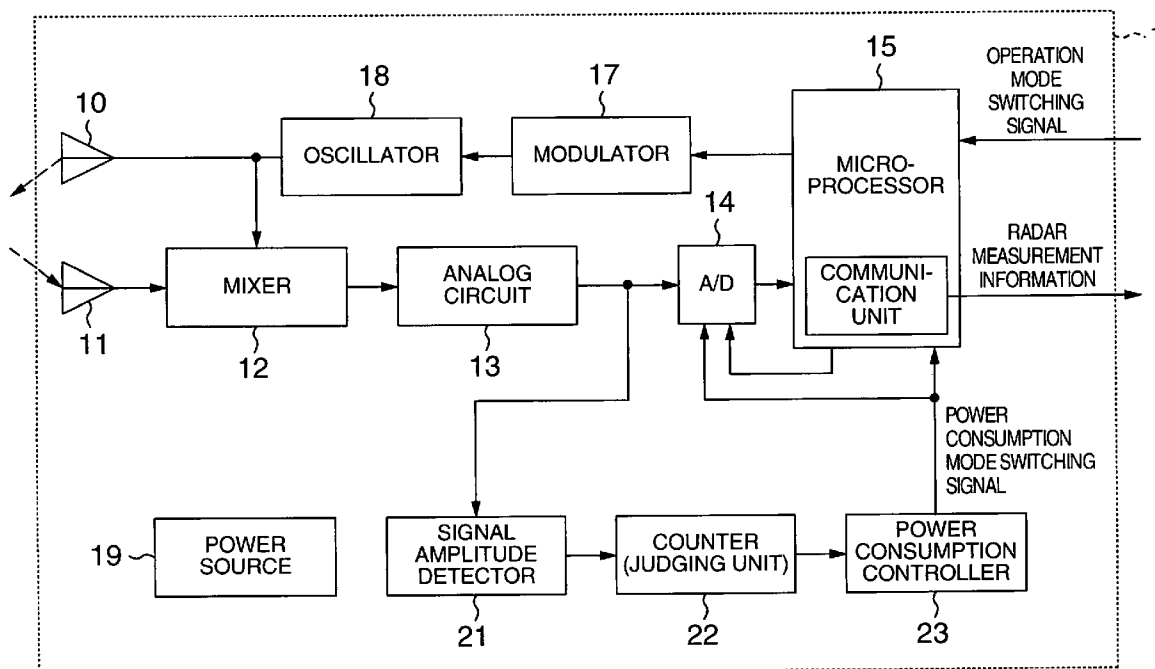 10
18
OSCILLATOR
17
MODULATOR
15
MICRO-
PROCESSOR
OPERATION
MODE
SWITCHING
SIGNAL
11
MIXER
12
ANALOG
CIRCUIT
13
14
A/D
COMMUNI-
CATION
UNIT
RADAR
MEASUREMENT
INFORMATION
POWER
CONSUMPTION
MODE SWITCHING
SIGNAL
19
POWER
SOURCE
SIGNAL
AMPLITUDE
DETECTOR
21
COUNTER
(JUDGING UNIT)
22
POWER
CONSUMPTION
CONTROLLER
23